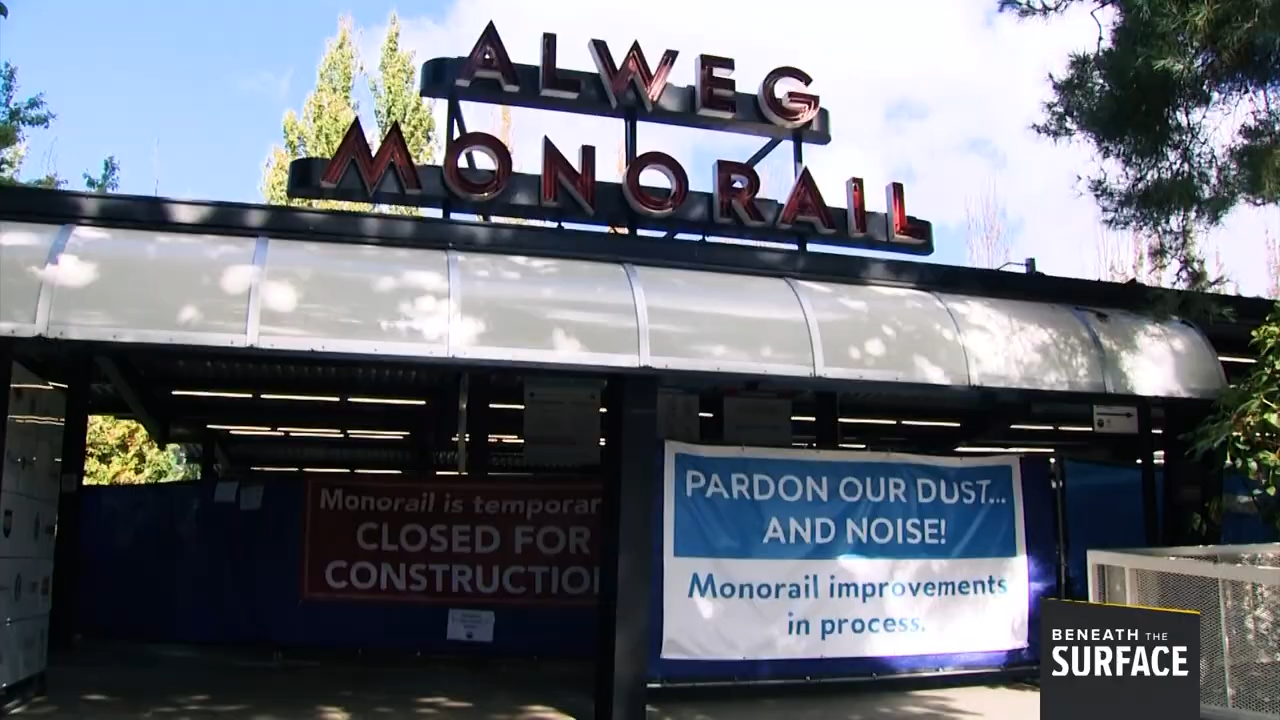 ALWEG
MONORAIL
Monorail is temporar
CLOSED FOR
CONSTRUCTIO
PARDON OUR DUST...
AND NOISE!
Monorail improvements
in process.
BENEATH THE
SURFACE